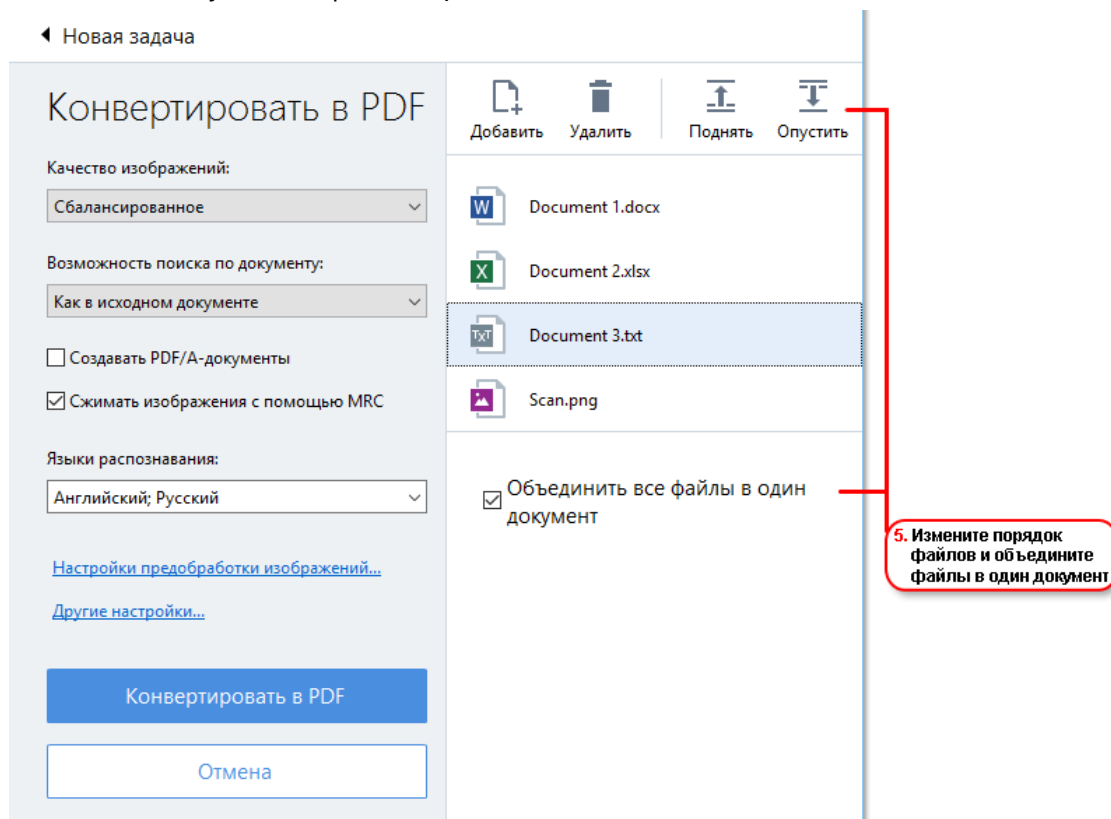 Новая задача
Конвертировать в PDF
Качество изображений:
Сбалансированное
Возможность поиска по документу:
Как в исходном документе
Создавать PDF/A-документы
Сжимать изображения с помощью MRC
Языки распознавания:
Английский; Русский
Настройки предобработки изображений...
Другие настройки...
Конвертировать в PDF
Отмена
Добавить Удалить Поднять Опустить
W Document 1.docx
X Document 2.xlsx
TXT Document 3.txt
Scan.png
Объединить все файлы в один
документ
5. Измените порядок
файлов и объедините
файлы в один документ